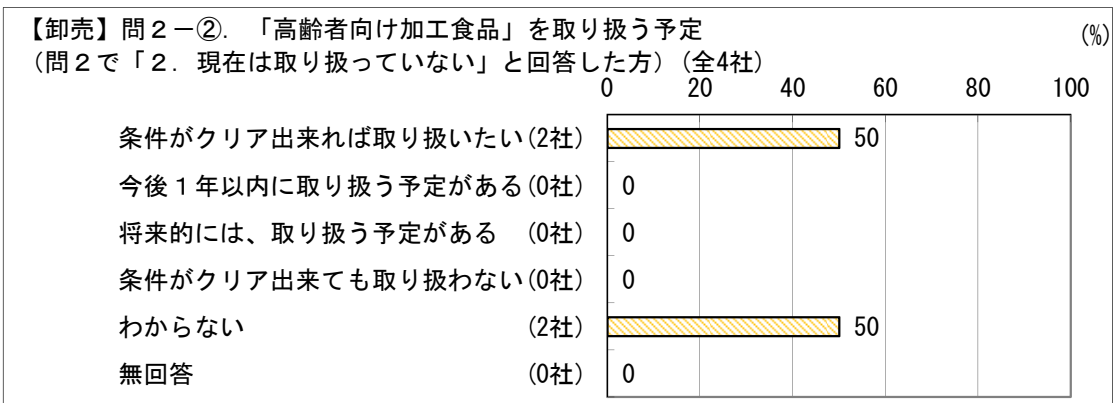 【卸売】問２－②．「高齢者向け加工食品」を取り扱う予定 (%)
（問２で「２．現在は取り扱っていない」と回答した方）（全4社）
0 20 40 60 80 100
条件がクリア出来れば取り扱いたい(2社) 50
今後１年以内に取り扱う予定がある(0社) 0
将来的には、取り扱う予定がある (0社) 0
条件がクリア出来ても取り扱わない(0社) 0
わからない (2社) 50
無回答 (0社) 0